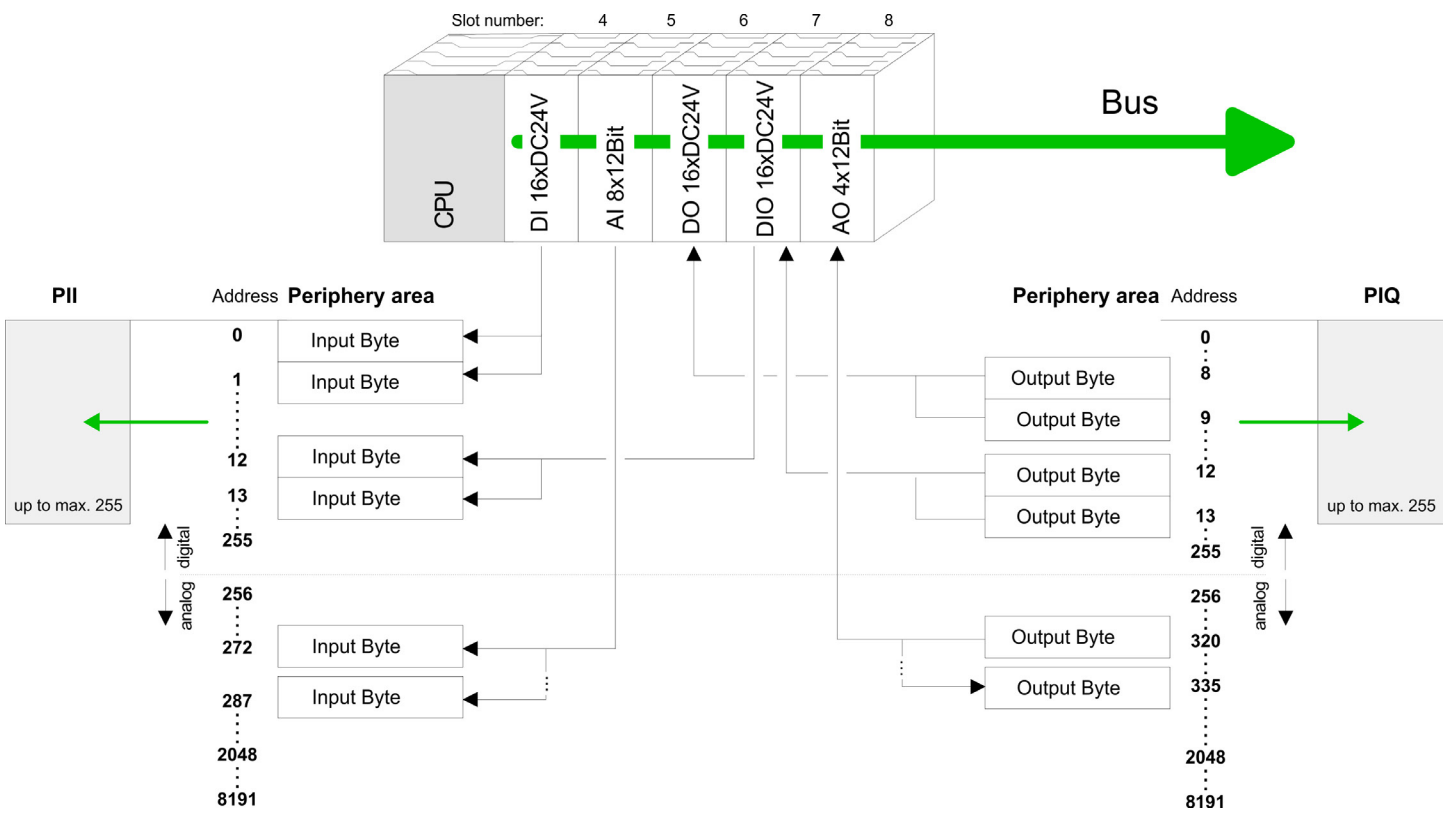 Slot number: 4 5 6 7 8
Bus
CPU
DI 16xDC24V
AI 8x12Bit
DO 16xDC24V
DIO 16xDC24V
AO 4x12Bit
PII
Address Periphery area
0
Input Byte
1
Input Byte
12
Input Byte
13
Input Byte
up to max. 255
255
digital
analog
256
272
Input Byte
287
Input Byte
2048
8191
Periphery area Address
PIQ
0
Output Byte
8
Output Byte
9
Output Byte
12
Output Byte
13
up to max. 255
255
digital
analog
256
Output Byte
320
Output Byte
335
2048
8191